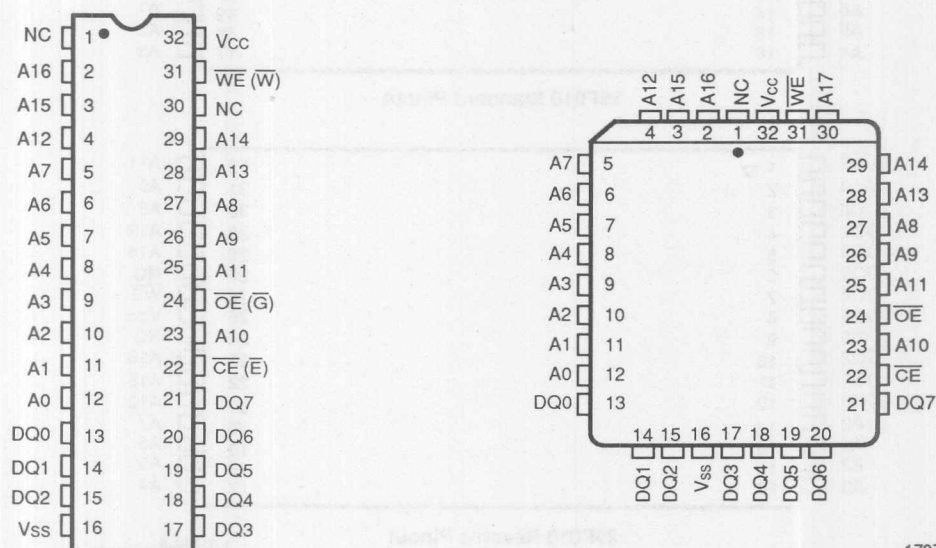 NC 1 32 VCC
A16 2 31 WE (W)
A15 3 30 NC
A12 4 29 A14
A7 5 28 A13
A6 6 27 A8
A5 7 26 A9
A4 8 25 A11
A3 9 24 OE (G)
A2 10 23 A10
A1 11 22 CE (E)
A0 12 21 DQ7
DQ0 13 20 DQ6
DQ1 14 19 DQ5
DQ2 15 18 DQ4
VSS 16 17 DQ3
A12 A15 A16 NC VCC WE A17
4 3 2 1 32 31 30
A7 5 29 A14
A6 6 28 A13
A5 7 27 A8
A4 8 26 A9
A3 9 25 A11
A2 10 24 OE
A1 11 23 A10
A0 12 22 CE
DQ0 13 21 DQ7
14 15 16 17 18 19 20
DQ1 DQ2 VSS DQ3 DQ4 DQ5 DQ6